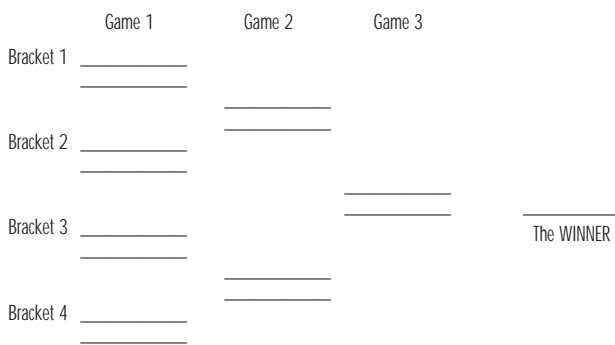 Game 1 Game 2 Game 3
Bracket 1
Bracket 2
Bracket 3
The WINNER
Bracket 4